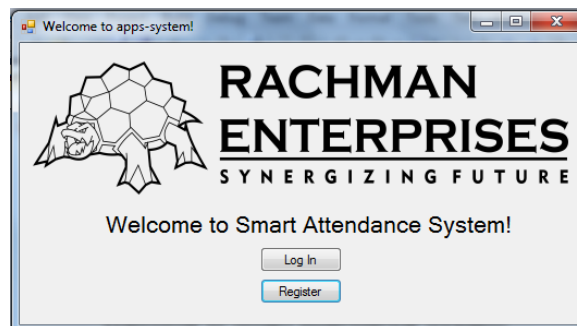 Welcome to apps-system!
RACHMAN
ENTERPRISES
SYNERGIZING FUTURE
Welcome to Smart Attendance System!
Log In
Register